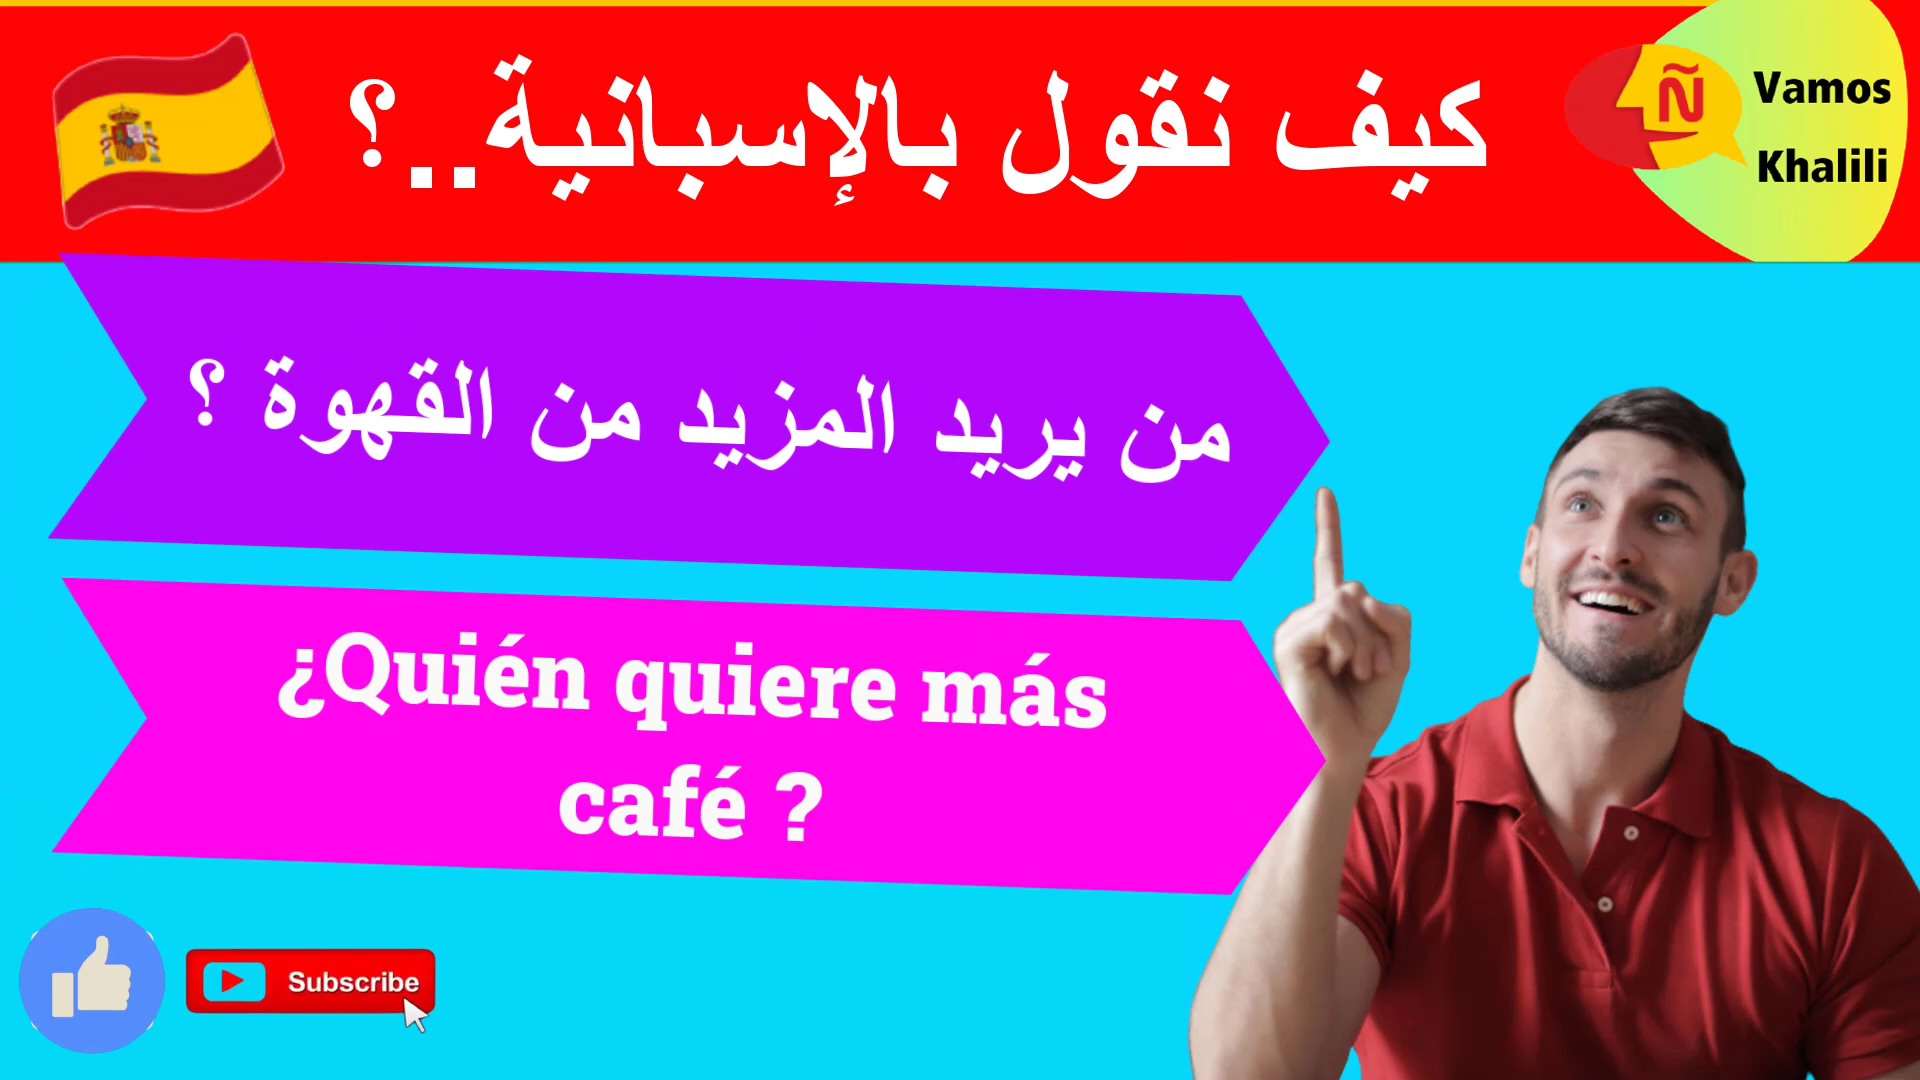 كيف نقول بالإسبانية..؟
Ñ
Vamos
Khalili
من يريد المزيد من القهوة ؟
¿Quién quiere más
café ?
Subscribe